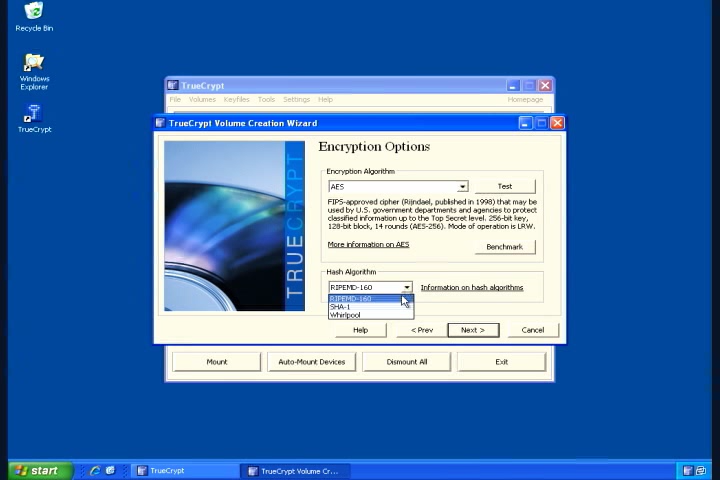 Recycle Bin
Windows
Explorer
TrueCrypt
TrueCrypt
File Volumes Keyfiles Tools Settings Help Homepage
TrueCrypt Volume Creation Wizard
TRUECRYPT
Encryption Options
Encryption Algorithm
AES
Test
FIPS-approved cipher (Rijndael, published in 1998) that may be
used by U.S. government departments and agencies to protect
classified information up to the Top Secret level. 256-bit key,
128-bit block, 14 rounds (AES-256). Mode of operation is LRW.
More information on AES
Benchmark
Hash Algorithm
RIPEMD-160
Information on hash algorithms
RIPEMD-160
SHA-1
Whirlpool
Help
< Prev
Next >
Cancel
Mount
Auto-Mount Devices
Dismount All
Exit
start
TrueCrypt
TrueCrypt Volume Cr...